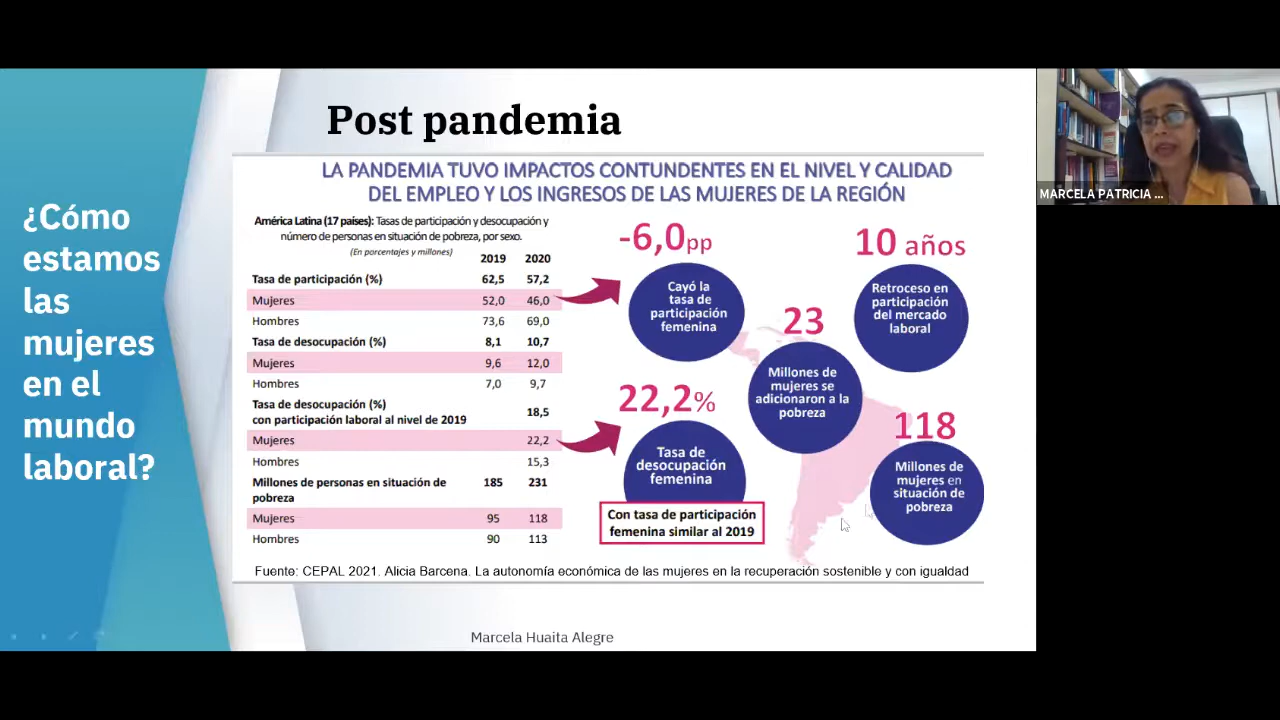 ¿Cómo
estamos
las
mujeres
en el
mundo
laboral?
Post pandemia
LA PANDEMIA TUVO IMPACTOS CONTUNDENTES EN EL NIVEL Y CALIDAD
DEL EMPLEO Y LOS INGRESOS DE LAS MUJERES DE LA REGIÓN
América Latina (17 países): Tasas de participación y desocupación y
número de personas en situación de pobreza, por sexo.
(En porcentajes y millones)
2019 2020
Tasa de participación (%) 62,5 57,2
Mujeres 52,0 46,0
Hombres 73,6 69,0
Tasa de desocupación (%) 8,1 10,7
Mujeres 9,6 12,0
Hombres 7,0 9,7
Tasa de desocupación (%)
con participación laboral al nivel de 2019 18,5
Mujeres 22,2
Hombres 15,3
Millones de personas en situación de 185 231
pobreza
Mujeres 95 118
Hombres 90 113
-6,0pp
Cayó la
tasa de
participación
femenina
22,2%
Tasa de
desocupación
femenina
Con tasa de participación
femenina similar al 2019
23
Millones de
mujeres se
adicionaron a la
pobreza
10 años
Retroceso en
participación
del mercado
laboral
118
Millones de
mujeres en
situación de
pobreza
Fuente: CEPAL 2021. Alicia Barcena. La autonomía económica de las mujeres en la recuperación sostenible y con igualdad
Marcela Huaita Alegre
MARCELA PATRICIA ...